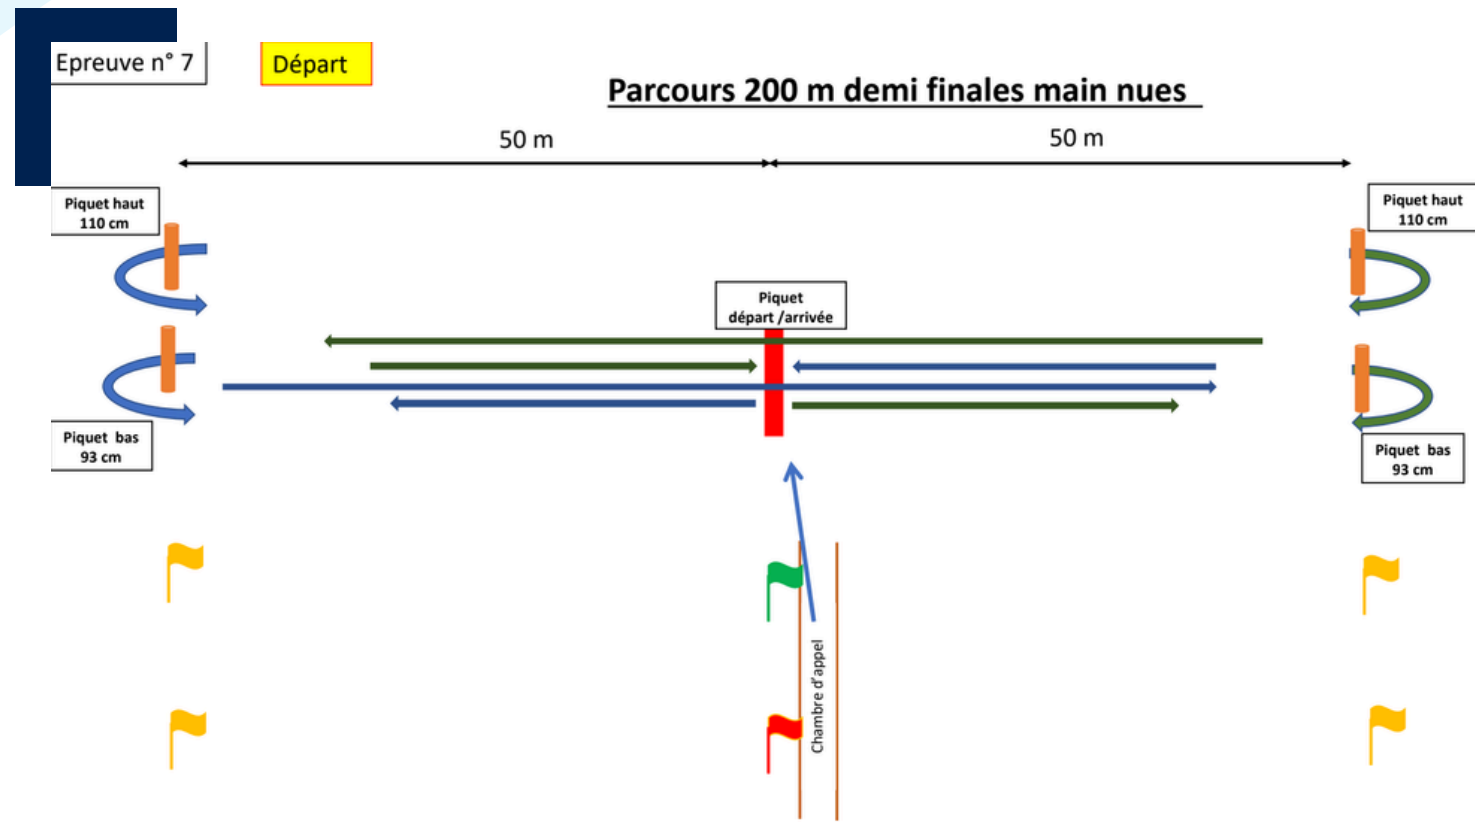 Epreuve n° 7
Départ
Parcours 200 m demi finales main nues
50 m
50 m
Piquet haut
110 cm
Piquet haut
110 cm
Piquet
départ /arrivée
Piquet bas
93 cm
Piquet bas
93 cm
Chambre d'appel